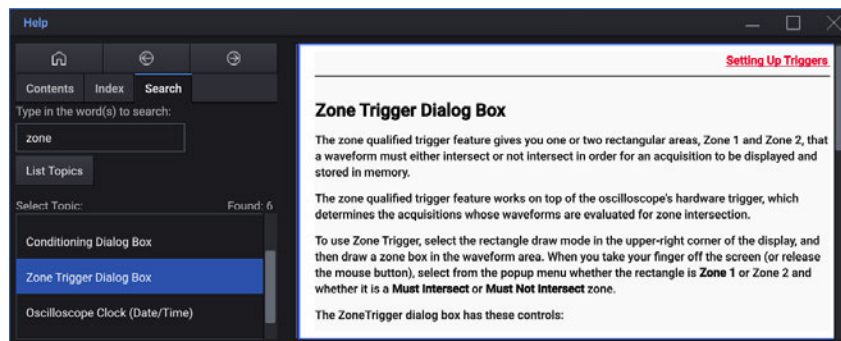 Help
Contents Index Search
Type in the word(s) to search:
zone
List Topics
Select Topic: Found: 6
Conditioning Dialog Box
Zone Trigger Dialog Box
Oscilloscope Clock (Date/Time)
Setting Up Triggers
Zone Trigger Dialog Box
The zone qualified trigger feature gives you one or two rectangular areas, Zone 1 and Zone 2, that
a waveform must either intersect or not intersect in order for an acquisition to be displayed and
stored in memory.
The zone qualified trigger feature works on top of the oscilloscope's hardware trigger, which
determines the acquisitions whose waveforms are evaluated for zone intersection.
To use Zone Trigger, select the rectangle draw mode in the upper-right corner of the display, and
then draw a zone box in the waveform area. When you take your finger off the screen (or release
the mouse button), select from the popup menu whether the rectangle is Zone 1 or Zone 2 and
whether it is a Must Intersect or Must Not Intersect zone.
The ZoneTrigger dialog box has these controls: